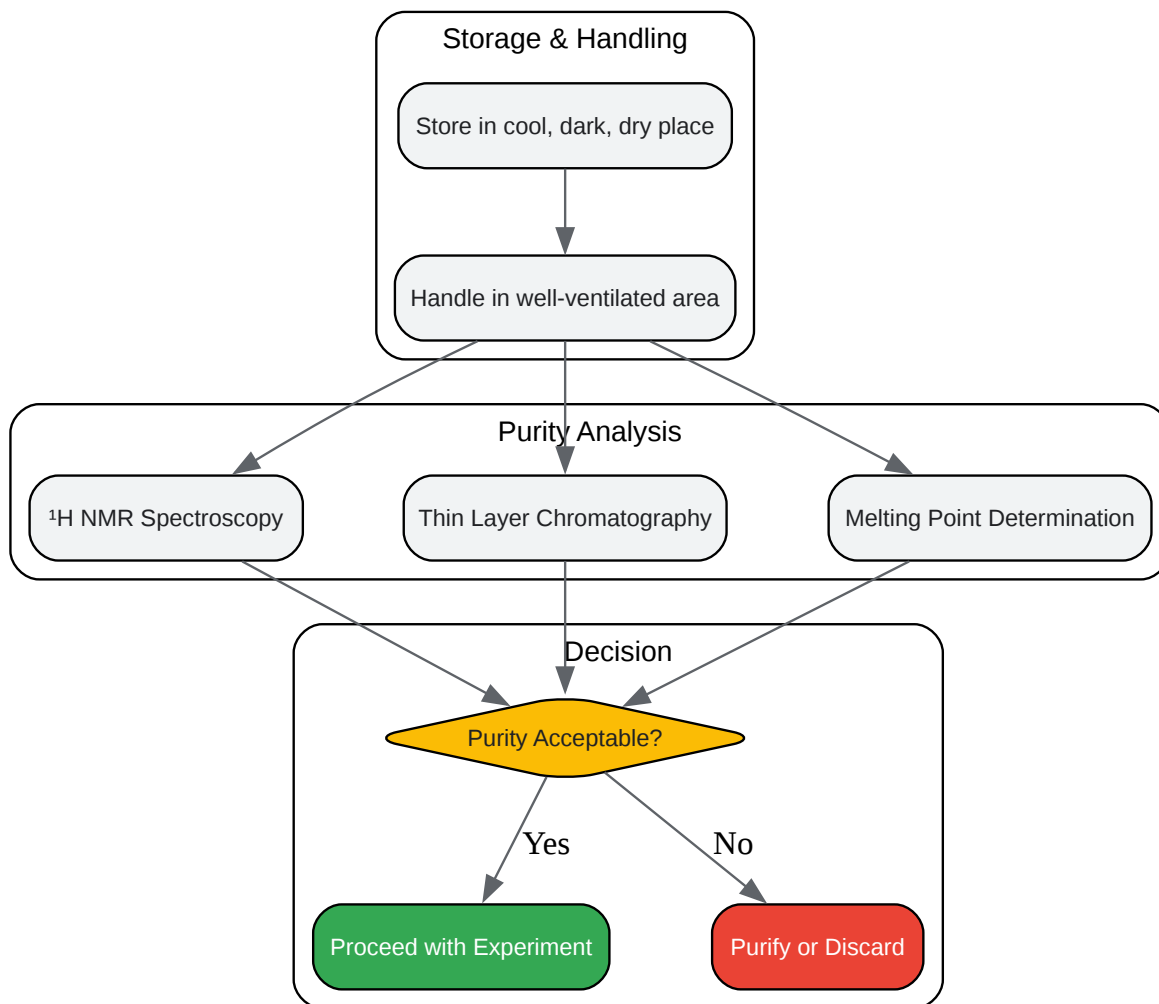 Storage & Handling
Store in cool, dark, dry place
Handle in well-ventilated area
Purity Analysis
¹H NMR Spectroscopy
Thin Layer Chromatography
Melting Point Determination
Decision
Purity Acceptable?
Yes
No
Proceed with Experiment
Purify or Discard